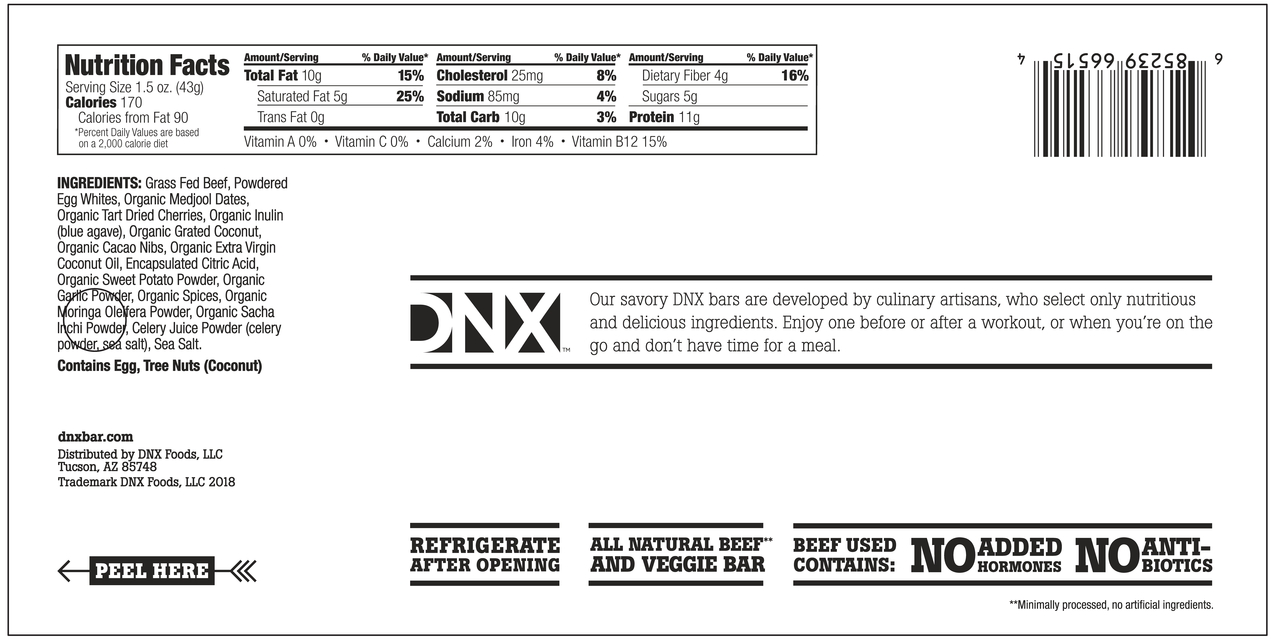 Nutrition Facts
Serving Size 1.5 oz. (43g)
Calories 170
Calories from Fat 90
*Percent Daily Values are based
on a 2,000 calorie diet
Amount/Serving % Daily Value* Amount/Serving % Daily Value* Amount/Serving % Daily Value*
Total Fat 10g 15% Cholesterol 25mg 8% Dietary Fiber 4g 16%
Saturated Fat 5g 25% Sodium 85mg 4% Sugars 5g
Trans Fat 0g Total Carb 10g 3% Protein 11g
Vitamin A 0% • Vitamin C 0% • Calcium 2% • Iron 4% • Vitamin B12 15%
9 85239 66515 4
INGREDIENTS: Grass Fed Beef, Powdered
Egg Whites, Organic Medjool Dates,
Organic Tart Dried Cherries, Organic Inulin
(blue agave), Organic Grated Coconut,
Organic Cacao Nibs, Organic Extra Virgin
Coconut Oil, Encapsulated Citric Acid,
Organic Sweet Potato Powder, Organic
Garlic Powder, Organic Spices, Organic
Moringa Oleifera Powder, Organic Sacha
Inchi Powder, Celery Juice Powder (celery
powder, sea salt), Sea Salt.
Contains Egg, Tree Nuts (Coconut)
DNX™
Our savory DNX bars are developed by culinary artisans, who select only nutritious
and delicious ingredients. Enjoy one before or after a workout, or when you're on the
go and don't have time for a meal.
dnxbar.com
Distributed by DNX Foods, LLC
Tucson, AZ 85748
Trademark DNX Foods, LLC 2018
PEEL HERE
REFRIGERATE
AFTER OPENING
ALL NATURAL BEEF**
AND VEGGIE BAR
BEEF USED
CONTAINS:
NO ADDED
HORMONES
NO ANTI-
BIOTICS
**Minimally processed, no artificial ingredients.